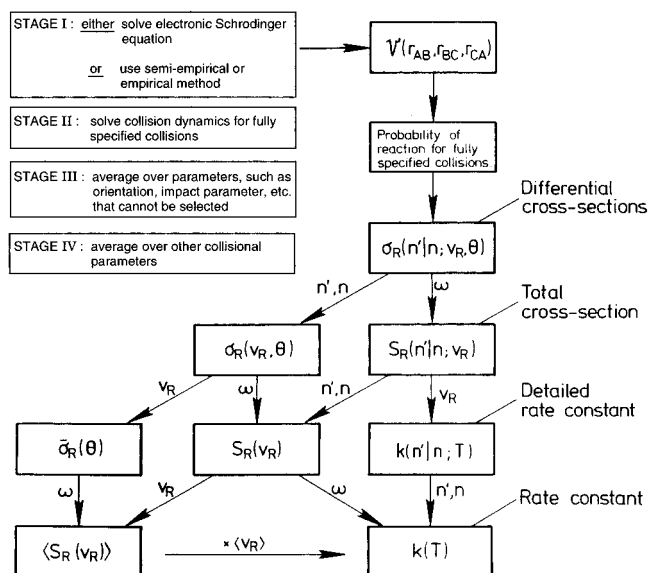 STAGE I : either solve electronic Schrodinger
equation
or use semi-empirical or
empirical method
V(r_AB, r_BC, r_CA)
STAGE II : solve collision dynamics for fully
specified collisions
Probability of
reaction for fully
specified collisions
STAGE III : average over parameters, such as
orientation, impact parameter, etc.
that cannot be selected
STAGE IV : average over other collisional
parameters
Differential
cross-sections
σ_R(n'|n; v_R, θ)
n',n
ω
Total
cross-section
σ_R(v_R, θ)
S_R(n'|n; v_R)
v_R
ω
n',n
v_R
Detailed
rate constant
σ̄_R(θ)
S_R(v_R)
k(n'|n; T)
ω
v_R
ω
n',n
Rate constant
⟨S_R(v_R)⟩
× ⟨v_R⟩
k(T)